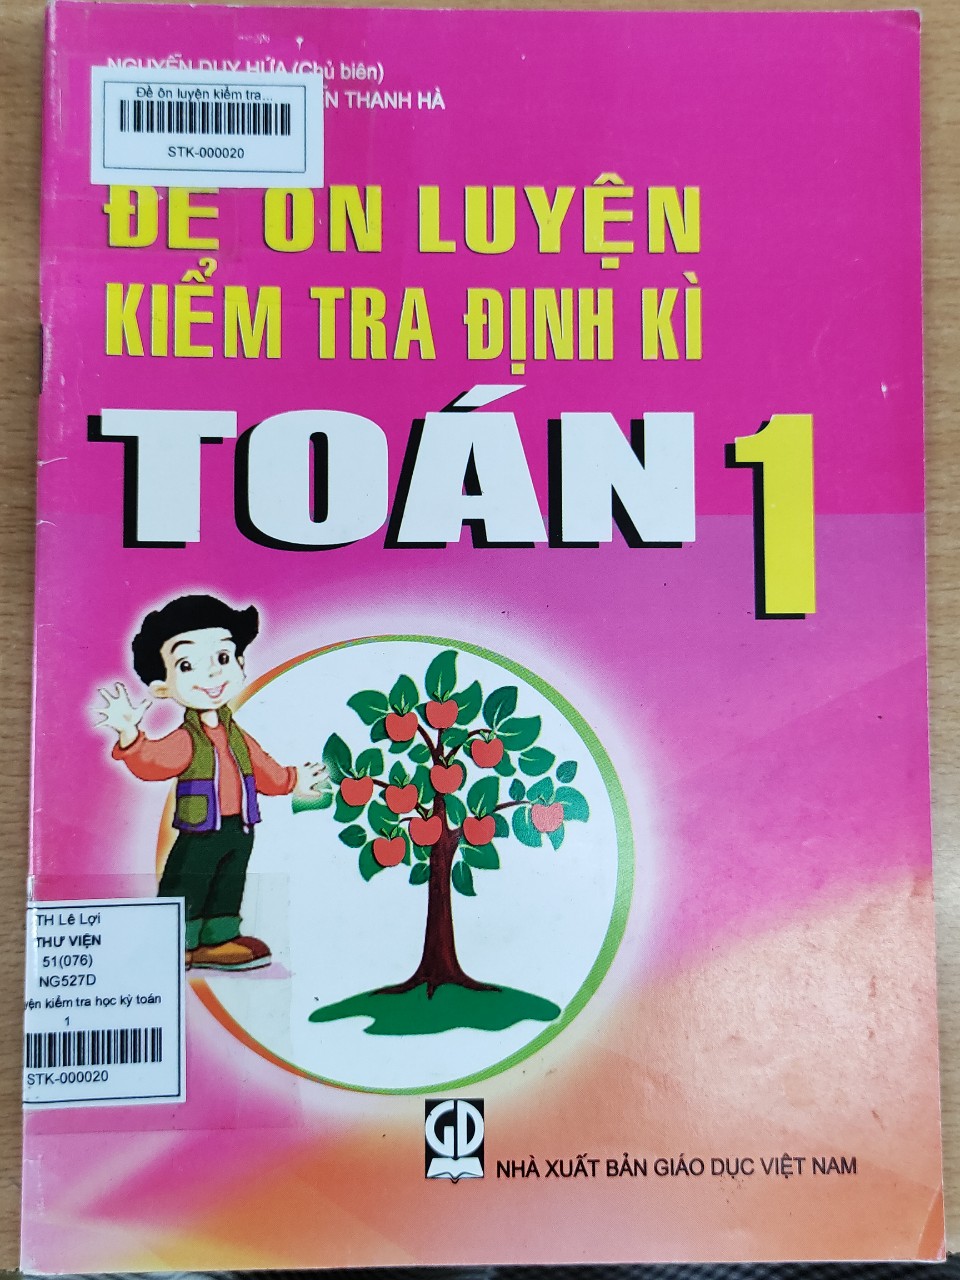 NGUYỄN DUY HỨA (Chủ biên)
THANH HÀ
Đề ôn luyện kiểm tra...
STK-000020
ĐỀ ÔN LUYỆN
KIỂM TRA ĐỊNH KÌ
TOÁN 1
TH Lê Lợi
THƯ VIỆN
51(076)
NG527D
kiểm tra học kỳ toán
1
STK-000020
GD
NHÀ XUẤT BẢN GIÁO DỤC VIỆT NAM